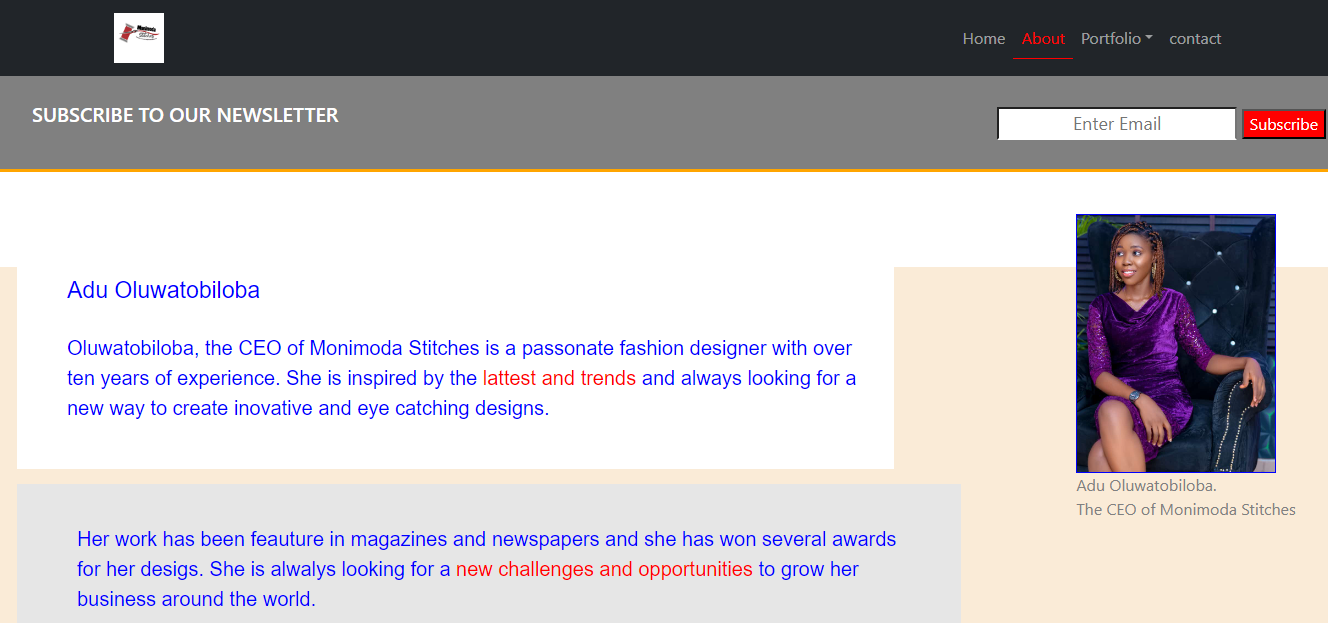 Monimoda
Home About Portfolio contact
SUBSCRIBE TO OUR NEWSLETTER
Enter Email Subscribe
Adu Oluwatobiloba
Oluwatobiloba, the CEO of Monimoda Stitches is a passonate fashion designer with over
ten years of experience. She is inspired by the lattest and trends and always looking for a
new way to create inovative and eye catching designs.
Adu Oluwatobiloba.
The CEO of Monimoda Stitches
Her work has been feauture in magazines and newspapers and she has won several awards
for her desigs. She is alwalys looking for a new challenges and opportunities to grow her
business around the world.